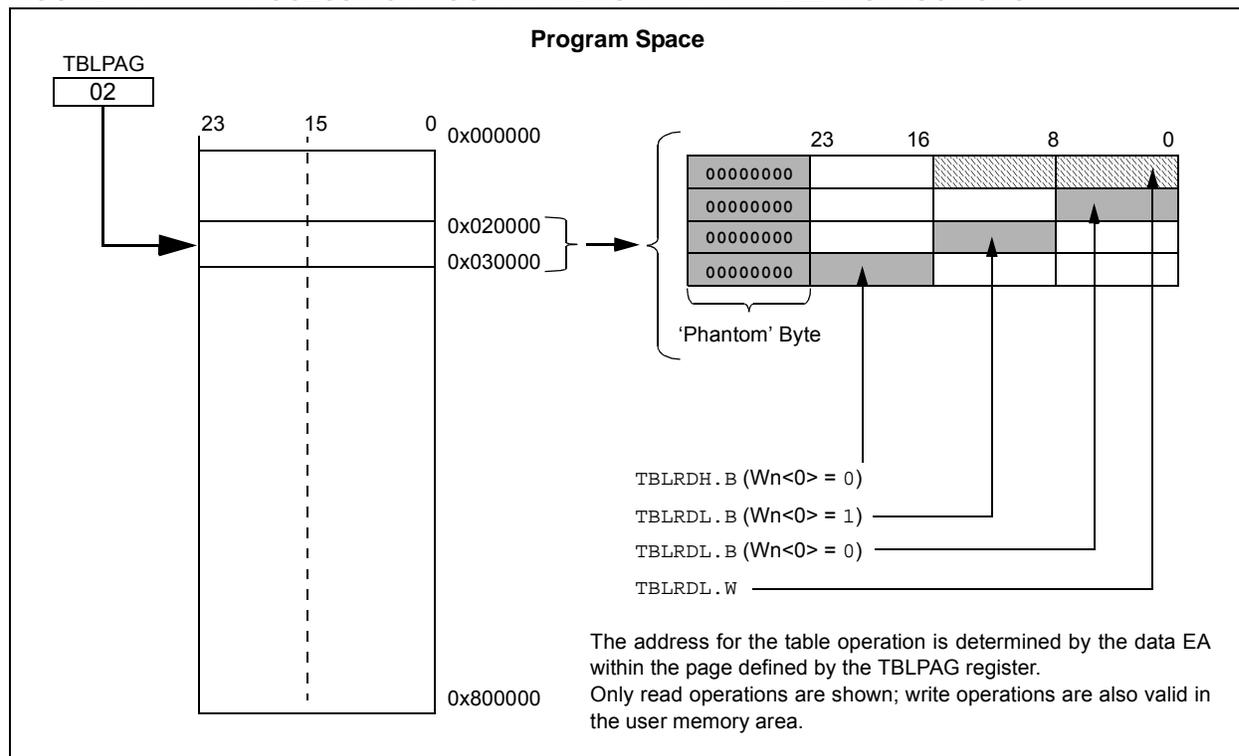 Program Space
TBLPAG
02
23 15 0
0x000000
0x020000
0x030000
0x800000
23 16 8 0
00000000
00000000
00000000
00000000
‘Phantom’ Byte
TBLRDH.B (Wn<0> = 0)
TBLRDL.B (Wn<0> = 1)
TBLRDL.B (Wn<0> = 0)
TBLRDL.W
The address for the table operation is determined by the data EA
within the page defined by the TBLPAG register.
Only read operations are shown; write operations are also valid in
the user memory area.